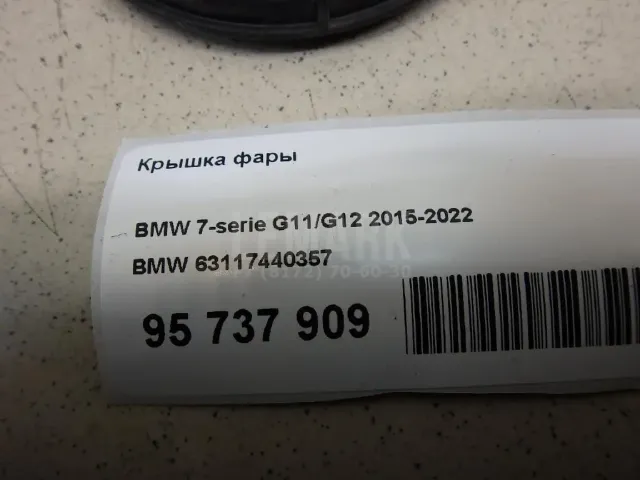 Крышка фары
BMW 7-serie G11/G12 2015-2022
BMW 63117440357
95 737 909